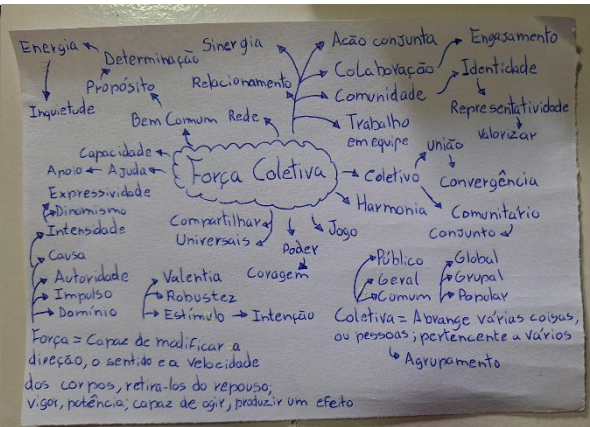 Energia
Determinação
Sinergia
Ação conjunta
Engajamento
Propósito
Relacionamento
Colaboração
Identidade
Inquietude
Comunidade
Representatividade
Bem Comum
Rede
Trabalho
em equipe
Valorizar
Capacidade
União
Apoio
Ajuda
Força Coletiva
Coletivo
Convergência
Expressividade
Dinamismo
Harmonia
Comunitário
Intensidade
Compartilhar
Universais
Poder
Jogo
Conjunto
Causa
Coragem
Público
Global
Autoridade
Valentia
Geral
Grupal
Impulso
Robustez
Comum
Popular
Domínio
Estímulo
Intenção
Força = Capaz de modificar a
direção, o sentido e a velocidade
dos corpos, retira-los do repouso;
vigor, potência; capaz de agir, produzir um efeito.
Coletiva = Abrange várias coisas,
ou pessoas; pertencente a vários
Agrupamento